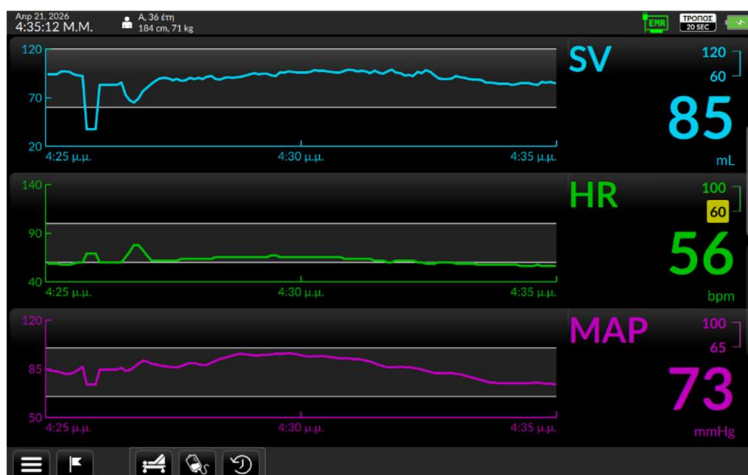 Απρ 21, 2026
4:35:12 Μ.Μ.
Α, 36 έτη
184 cm, 71 kg
EMR
ΤΡΟΠΟΣ
20 SEC
120
70
20
4:25 μ.μ.
4:30 μ.μ.
4:35 μ.μ.
SV
120
60
85
mL
140
90
40
4:25 μ.μ.
4:30 μ.μ.
4:35 μ.μ.
HR
100
60
56
bpm
120
85
50
4:25 μ.μ.
4:30 μ.μ.
4:35 μ.μ.
MAP
100
65
73
mmHg